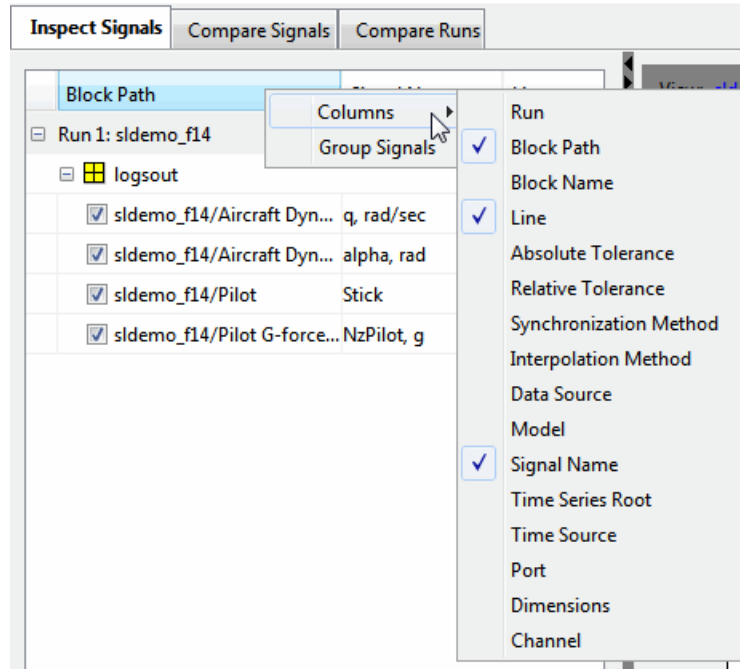 Inspect Signals Compare Signals Compare Runs
Block Path
Columns
Group Signals
Run 1: sldemo_f14
logsout
sldemo_f14/Aircraft Dyn... q, rad/sec
sldemo_f14/Aircraft Dyn... alpha, rad
sldemo_f14/Pilot Stick
sldemo_f14/Pilot G-force... NzPilot, g
Run
Block Path
Block Name
Line
Absolute Tolerance
Relative Tolerance
Synchronization Method
Interpolation Method
Data Source
Model
Signal Name
Time Series Root
Time Source
Port
Dimensions
Channel